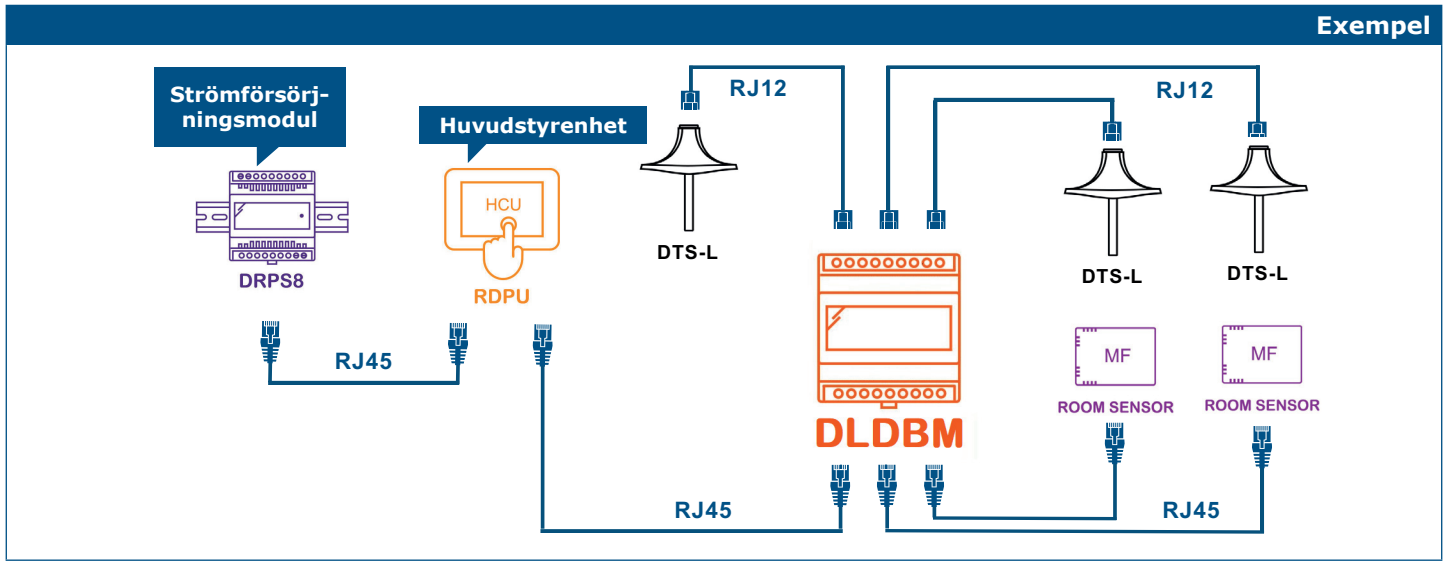 Exempel
Strömförsörj-
ningsmodul
Huvudstyrenhet
RJ12
RJ12
HCU
DRPS8
RDPU
DTS-L
DTS-L
DTS-L
RJ45
MF
MF
ROOM SENSOR
ROOM SENSOR
DLDBM
RJ45
RJ45